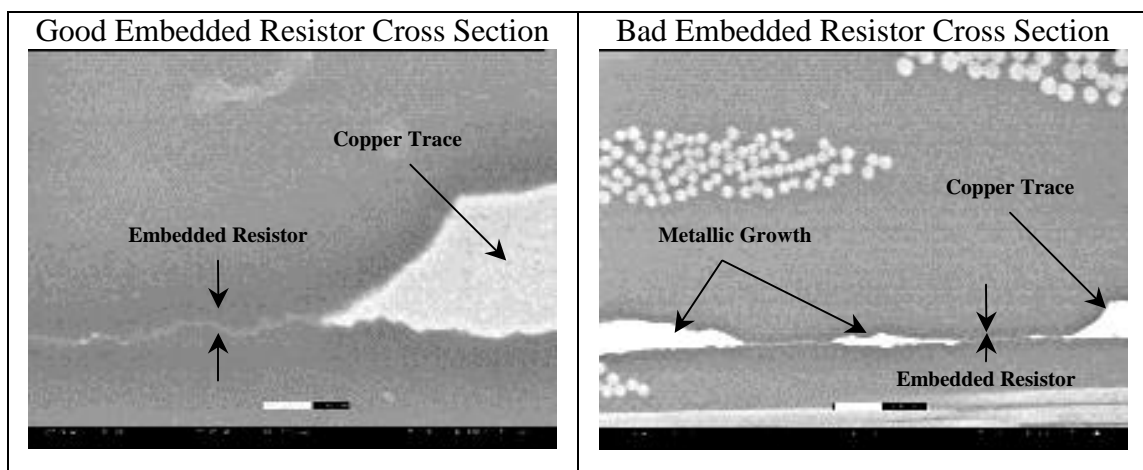 Good Embedded Resistor Cross Section
Copper Trace
Embedded Resistor
Bad Embedded Resistor Cross Section
Copper Trace
Metallic Growth
Embedded Resistor